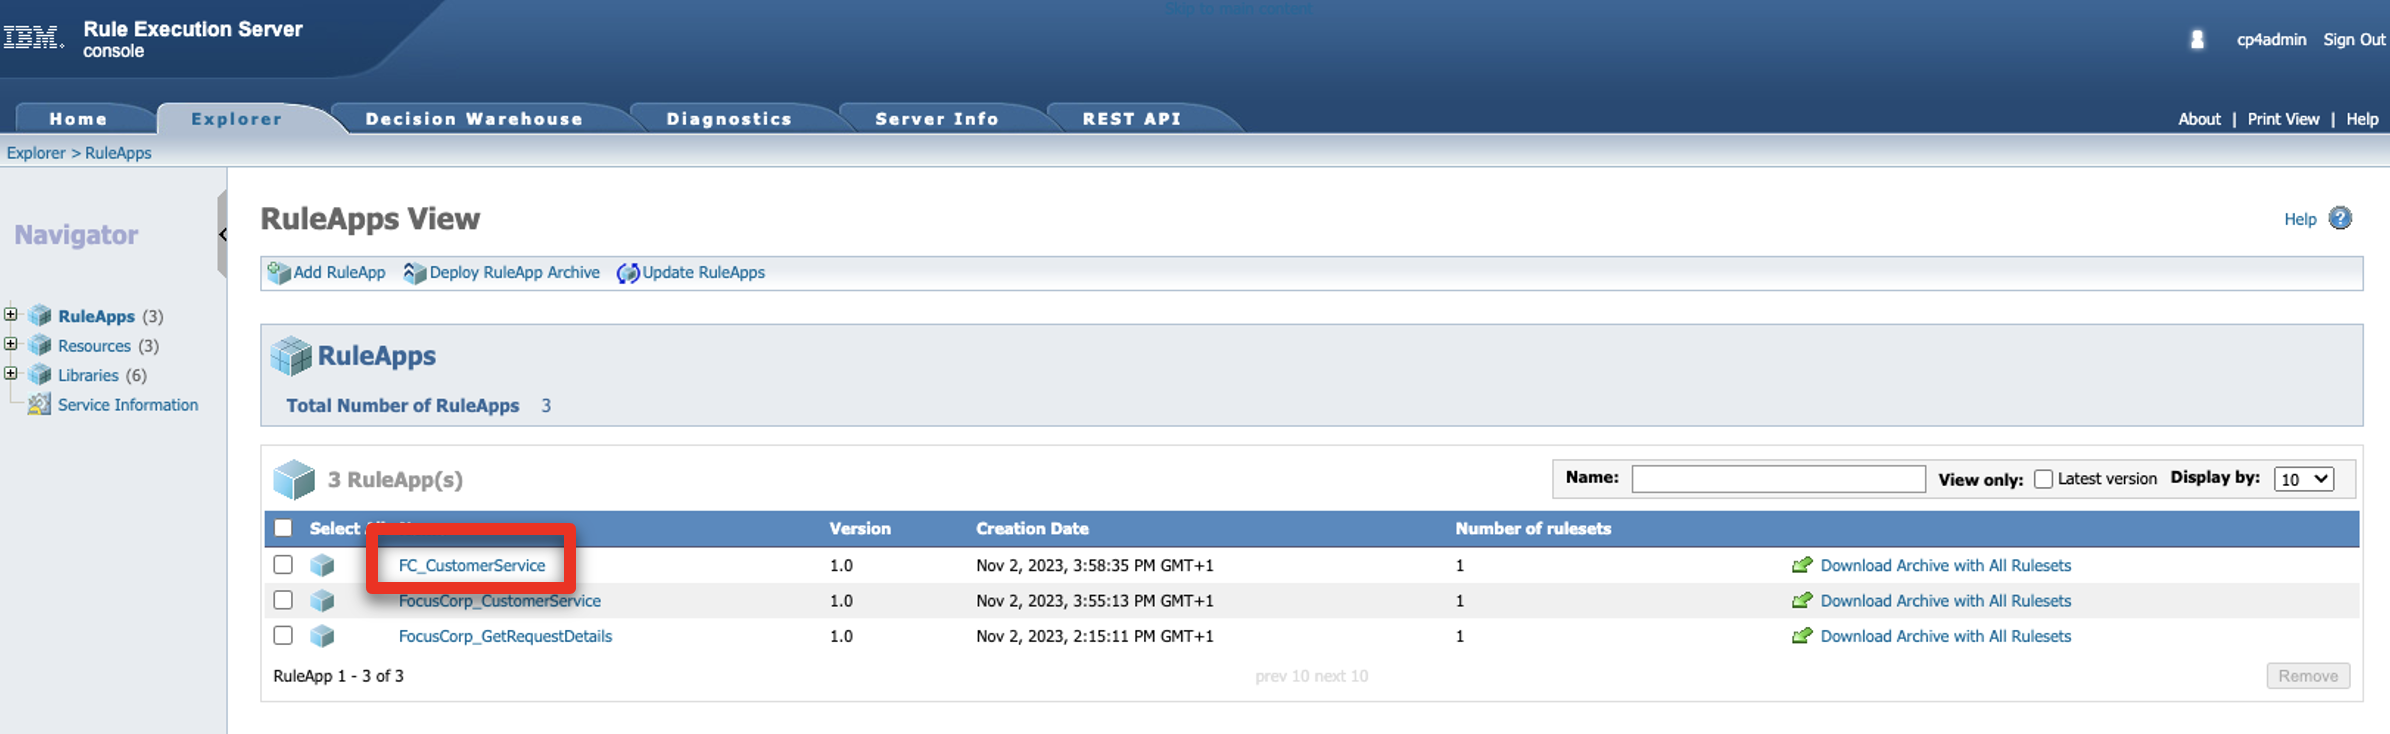 Skip to main content
IBM. Rule Execution Server
console
cp4admin Sign Out
Home Explorer Decision Warehouse Diagnostics Server Info REST API About | Print View | Help
Explorer > RuleApps
RuleApps View
Help ?
Navigator
Add RuleApp Deploy RuleApp Archive Update RuleApps
RuleApps (3)
Resources (3)
Libraries (6)
Service Information
RuleApps
Total Number of RuleApps 3
3 RuleApp(s)
Name: View only: Latest version Display by: 10
Select Version Creation Date Number of rulesets
FC_CustomerService 1.0 Nov 2, 2023, 3:58:35 PM GMT+1 1 Download Archive with All Rulesets
FocusCorp_CustomerService 1.0 Nov 2, 2023, 3:55:13 PM GMT+1 1 Download Archive with All Rulesets
FocusCorp_GetRequestDetails 1.0 Nov 2, 2023, 2:15:11 PM GMT+1 1 Download Archive with All Rulesets
RuleApp 1 - 3 of 3 prev 10 next 10 Remove